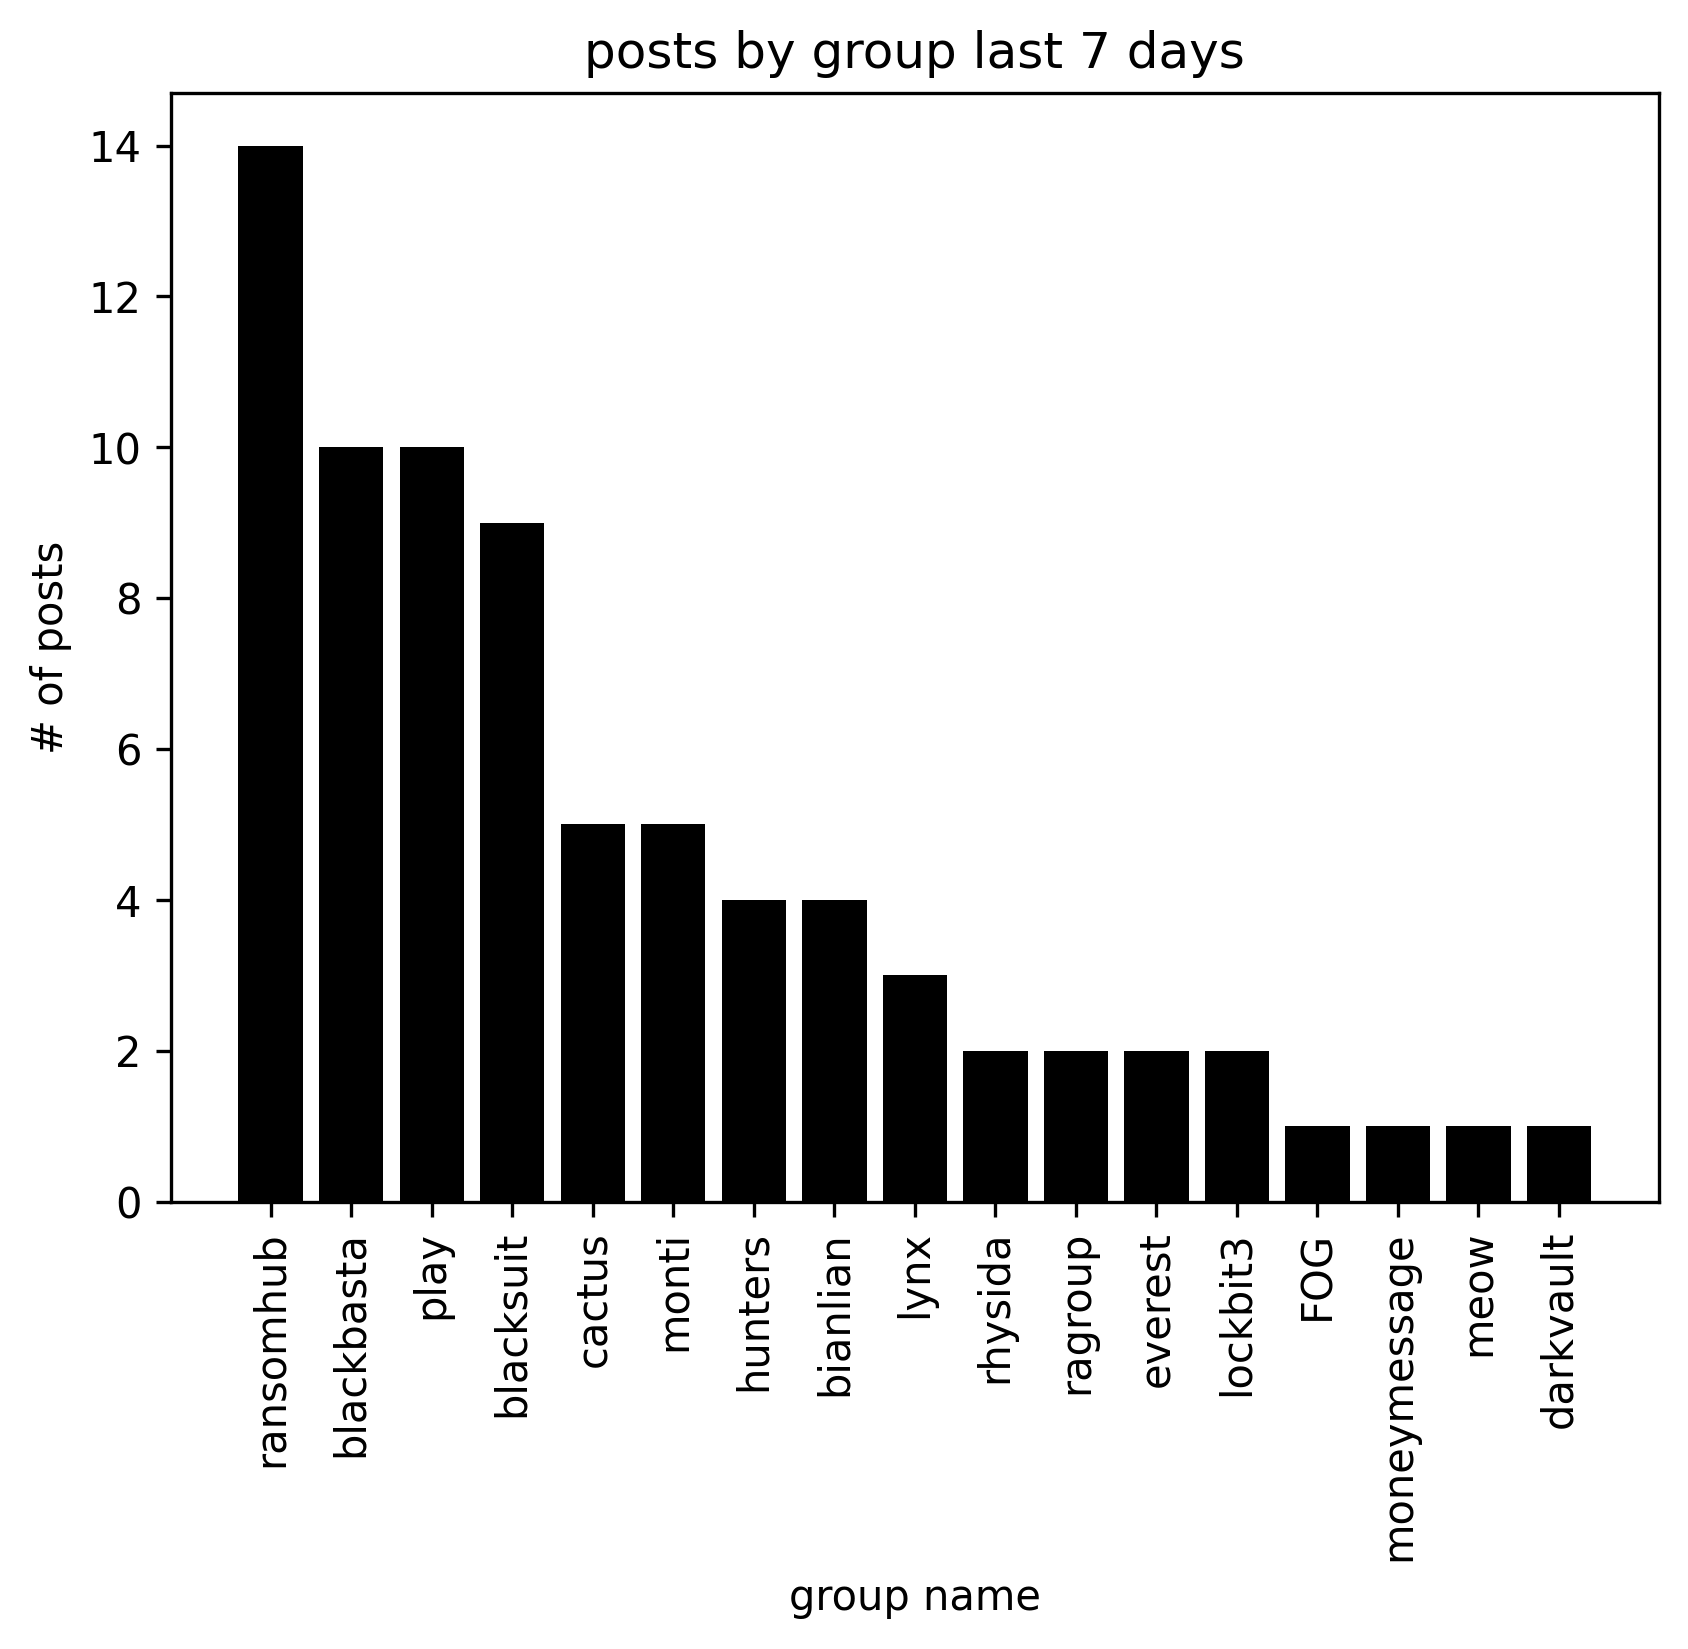 posts by group last 7 days
# of posts
14
12
10
8
6
4
2
0
ransomhub
blackbasta
play
blacksuit
cactus
monti
hunters
bianlian
lynx
rhysida
ragroup
everest
lockbit3
FOG
moneymessage
meow
darkvault
group name